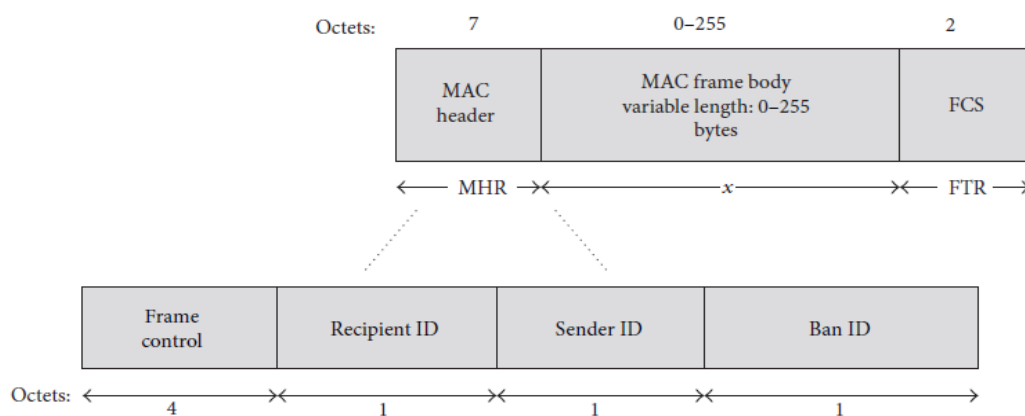 Octets: 7 0–255 2
MAC header
MAC frame body variable length: 0–255 bytes
FCS
MHR x FTR
Frame control
Recipient ID
Sender ID
Ban ID
Octets: 4 1 1 1